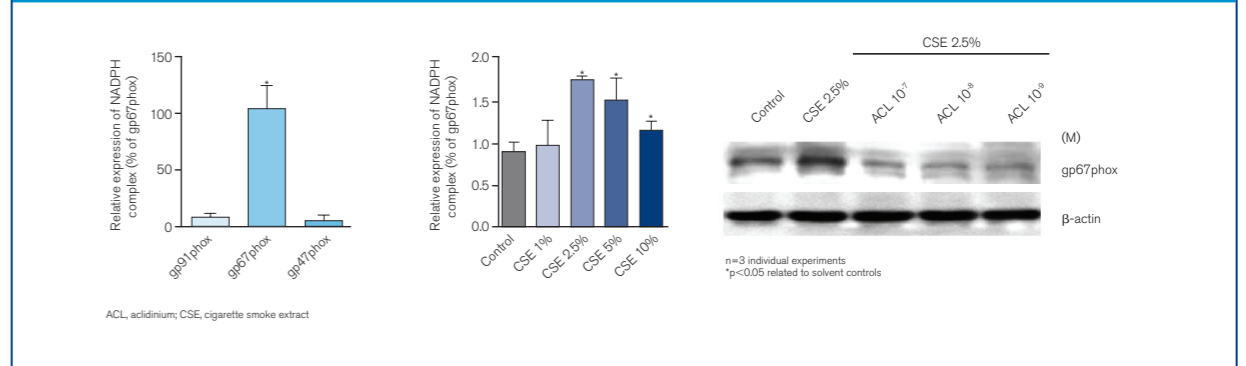 Relative expression of NADPH
complex (% of gp67phox)
150
100
50
0
gp91phox
gp67phox
gp47phox
*
Relative expression of NADPH
complex (% of gp67phox)
2.0
1.5
1.0
0.5
0.0
Control
CSE 1%
CSE 2.5%
CSE 5%
CSE 10%
*
*
*
CSE 2.5%
Control
CSE 2.5%
ACL 10⁻⁷
ACL 10⁻⁸
ACL 10⁻⁹
(M)
gp67phox
β-actin
n=3 individual experiments
*p<0.05 related to solvent controls
ACL, aclidinium; CSE, cigarette smoke extract